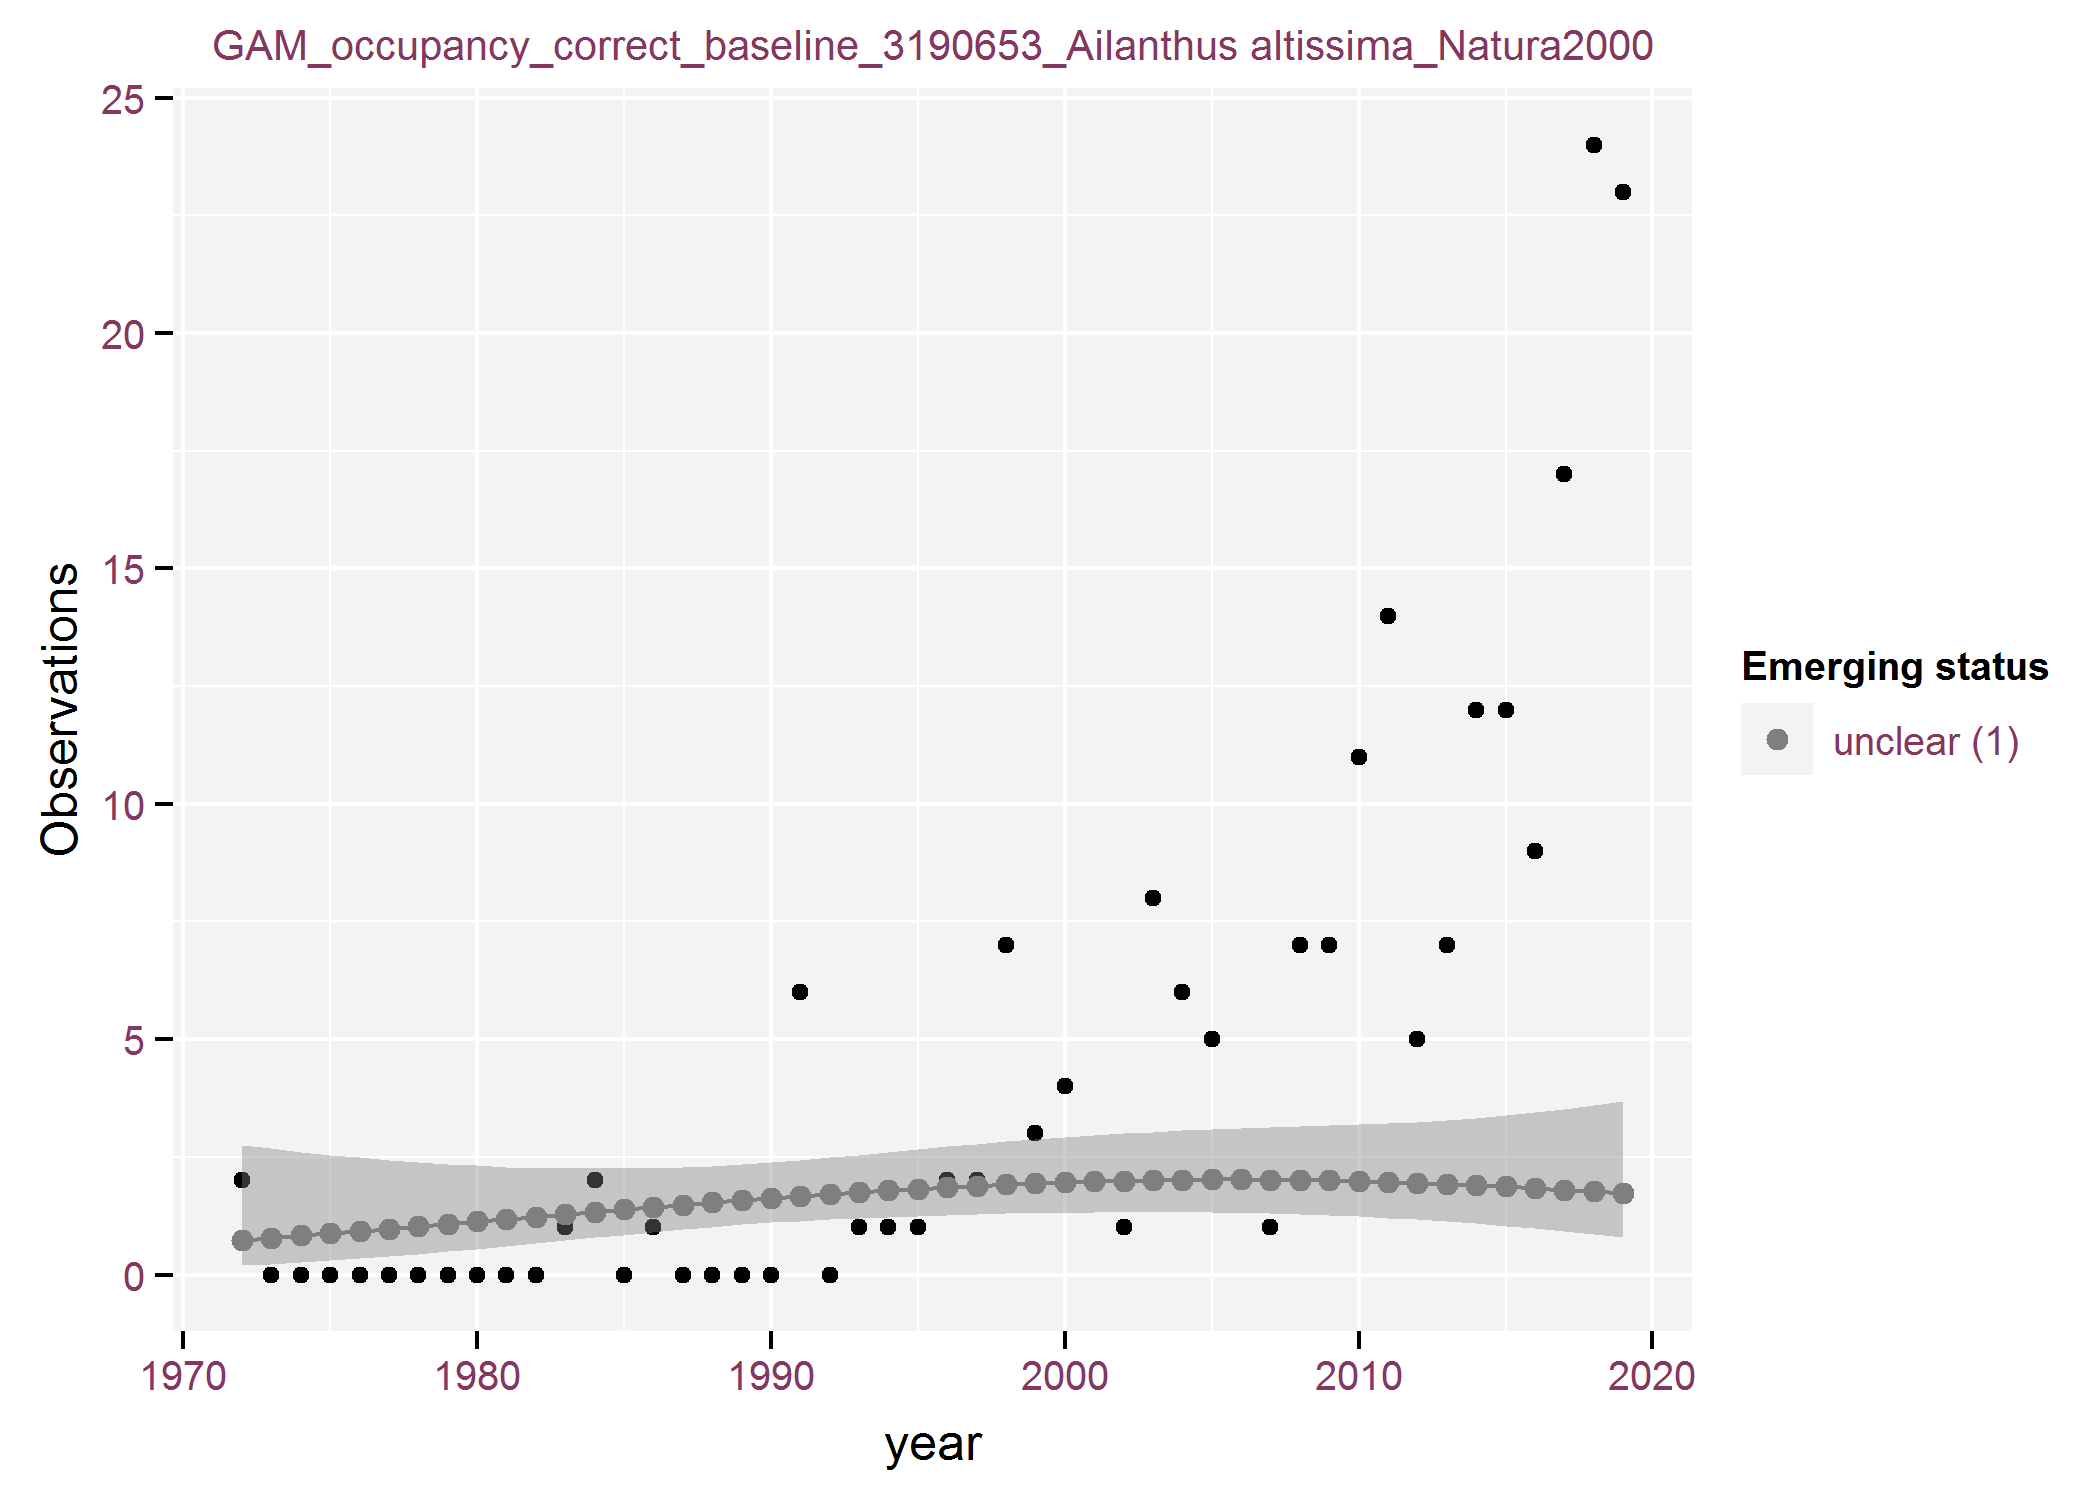 GAM_occupancy_correct_baseline_3190653_Ailanthus altissima_Natura2000
25
20
15
10
5
0
Observations
1970 1980 1990 2000 2010 2020
year
Emerging status
unclear (1)